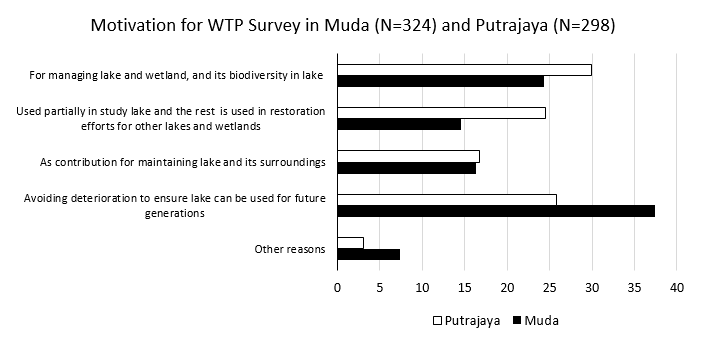 Motivation for WTP Survey in Muda (N=324) and Putrajaya (N=298)
For managing lake and wetland, and its biodiversity in lake
Used partially in study lake and the rest is used in restoration
efforts for other lakes and wetlands
As contribution for maintaining lake and its surroundings
Avoiding deterioration to ensure lake can be used for future
generations
Other reasons
0 5 10 15 20 25 30 35 40
Putrajaya Muda